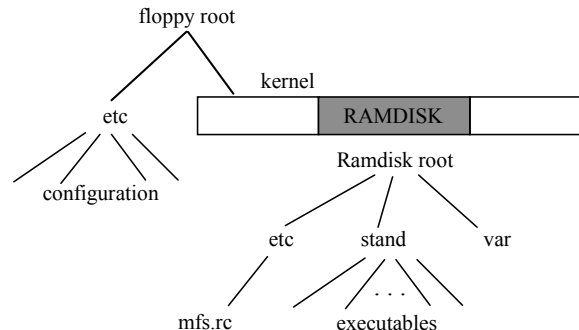 floppy root
kernel
etc
RAMDISK
Ramdisk root
configuration
etc stand var
. . .
mfs.rc executables